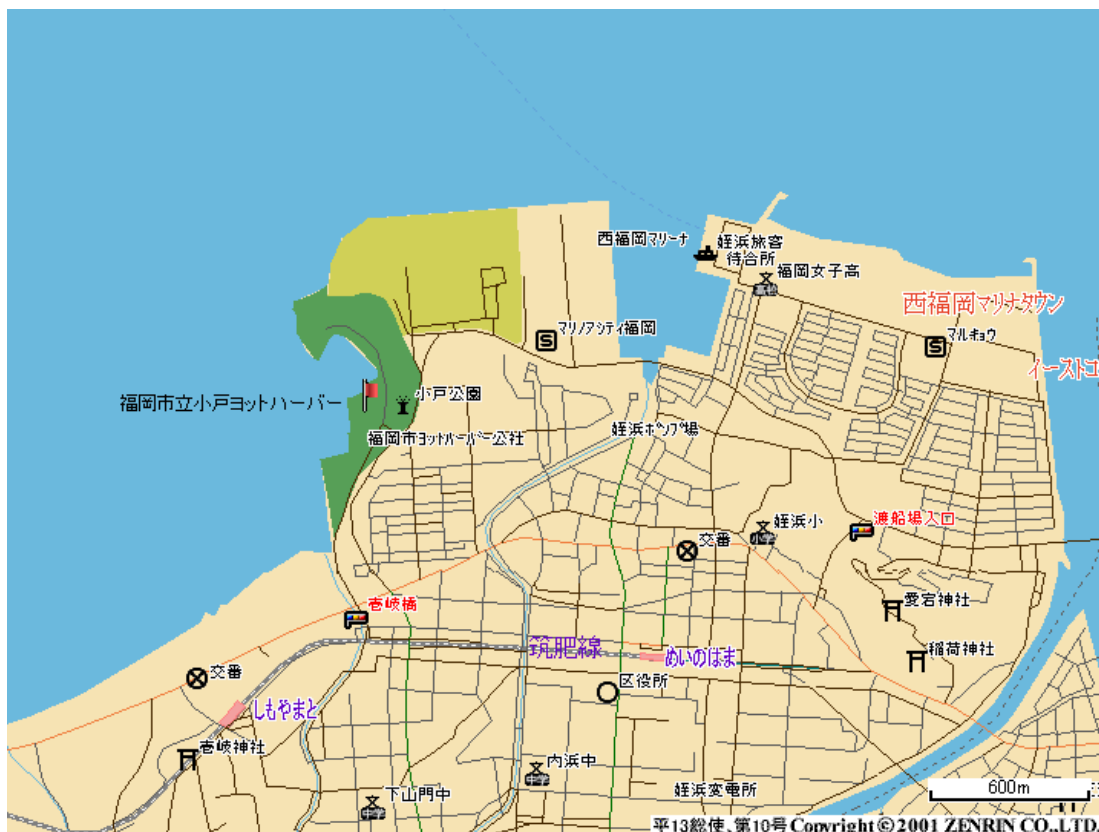 西福岡マリーナ
姪浜旅客
待合所
福岡女子高
高校
西福岡マリナタウン
マリノアシティ福岡
マルキョウ
イーストコ
福岡市立小戸ヨットハーバー
小戸公園
福岡市ヨットハーバー公社
姪浜ポンプ場
渡船場入口
姪浜小
小学
交番
壱岐橋
愛宕神社
筑肥線
めいのはま
稲荷神社
交番
区役所
しもやまと
壱岐神社
内浜中
中学
下山門中
中学
姪浜変電所
600m
平13総使、第10号 Copyright © 2001 ZENRIN CO.,LTD.